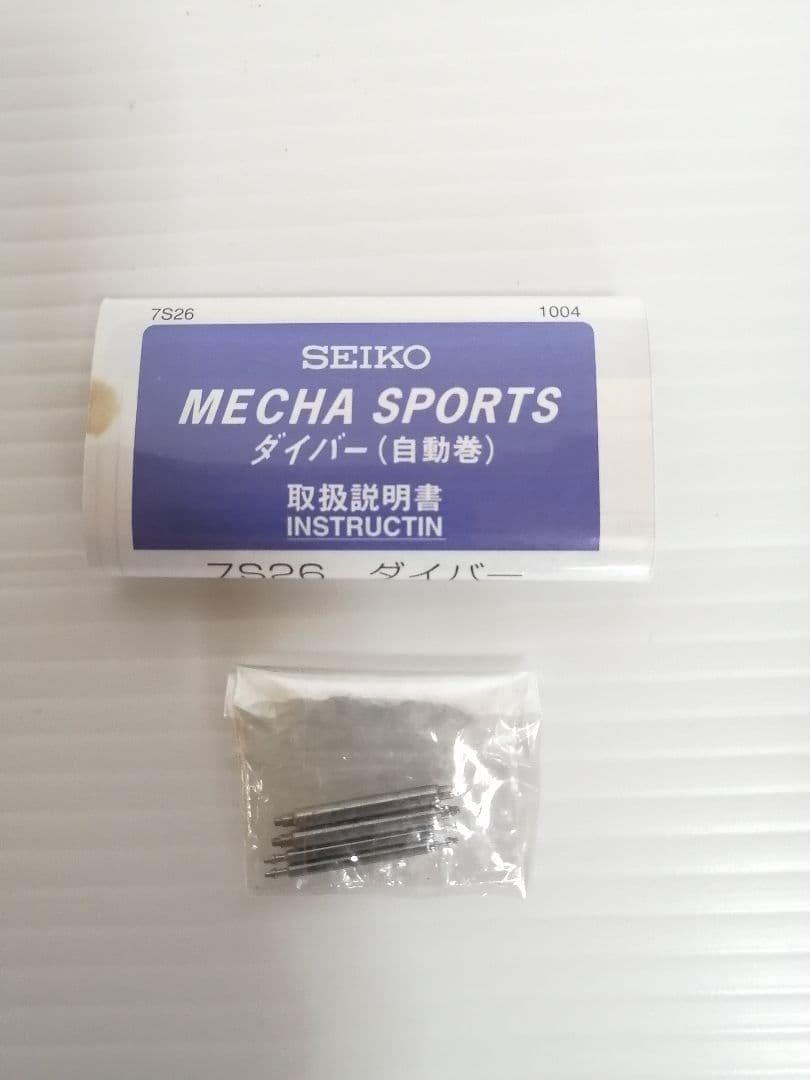 7S26 1004
SEIKO
MECHA SPORTS
ダイバー(自動巻)
取扱説明書
INSTRUCTIN
7S26 ダイバー